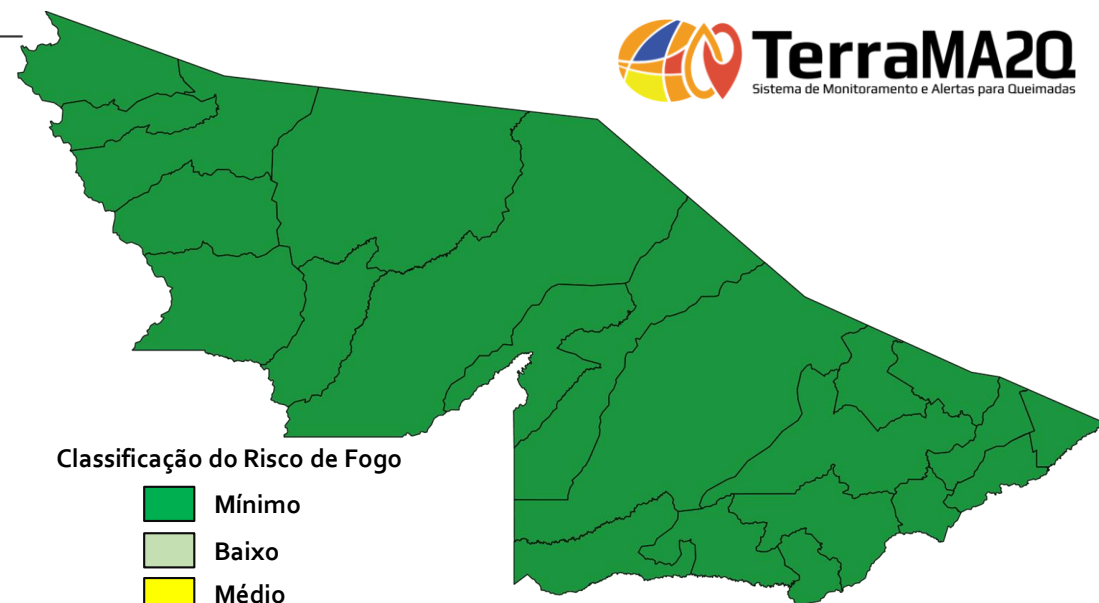 TerraMA2Q
Sistema de Monitoramento e Alertas para Queimadas
Classificação do Risco de Fogo
Mínimo
Baixo
Médio